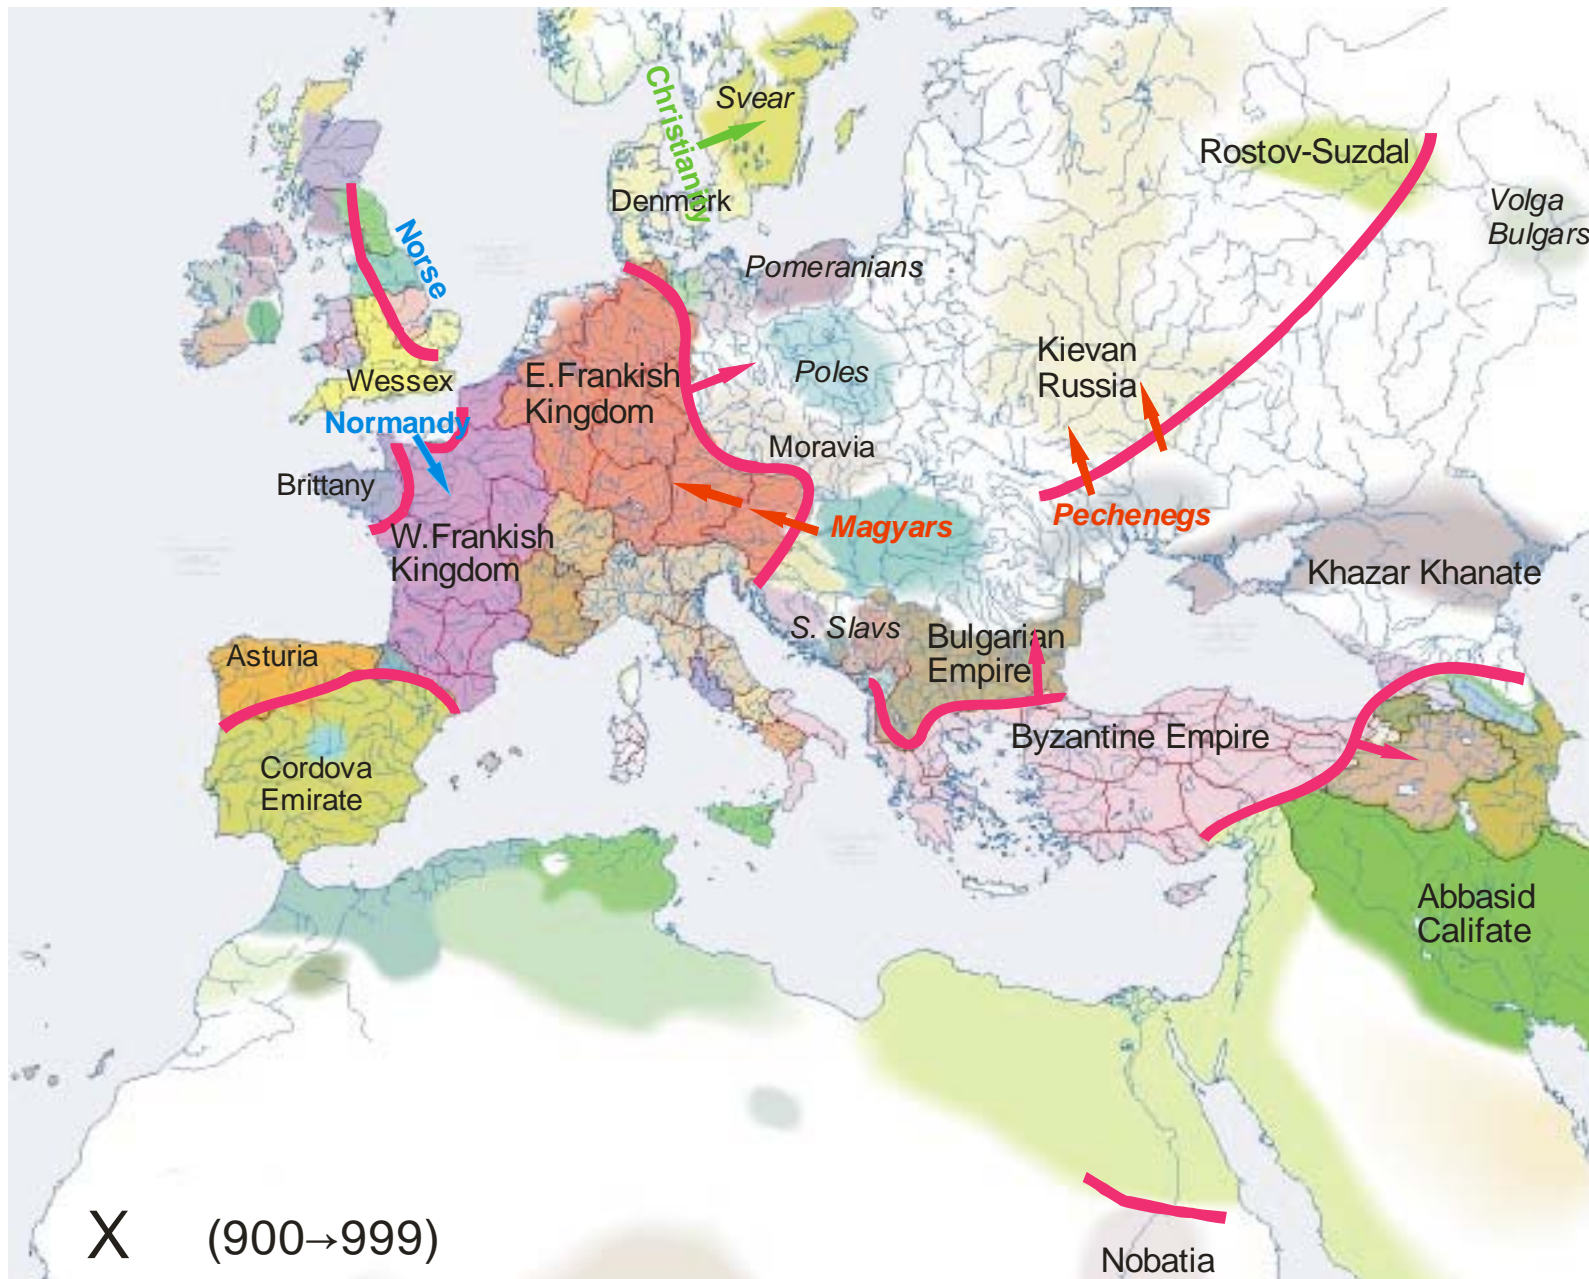 Christianity
Svear
Rostov-Suzdal
Volga
Bulgars
Denmark
Norse
Pomeranians
Kievan
Russia
E.Frankish
Kingdom
Poles
Wessex
Normandy
Moravia
Brittany
Magyars
Pechenegs
W.Frankish
Kingdom
Khazar Khanate
S. Slavs
Bulgarian
Empire
Asturia
Byzantine Empire
Cordova
Emirate
Abbasid
Califate
X (900→999)
Nobatia